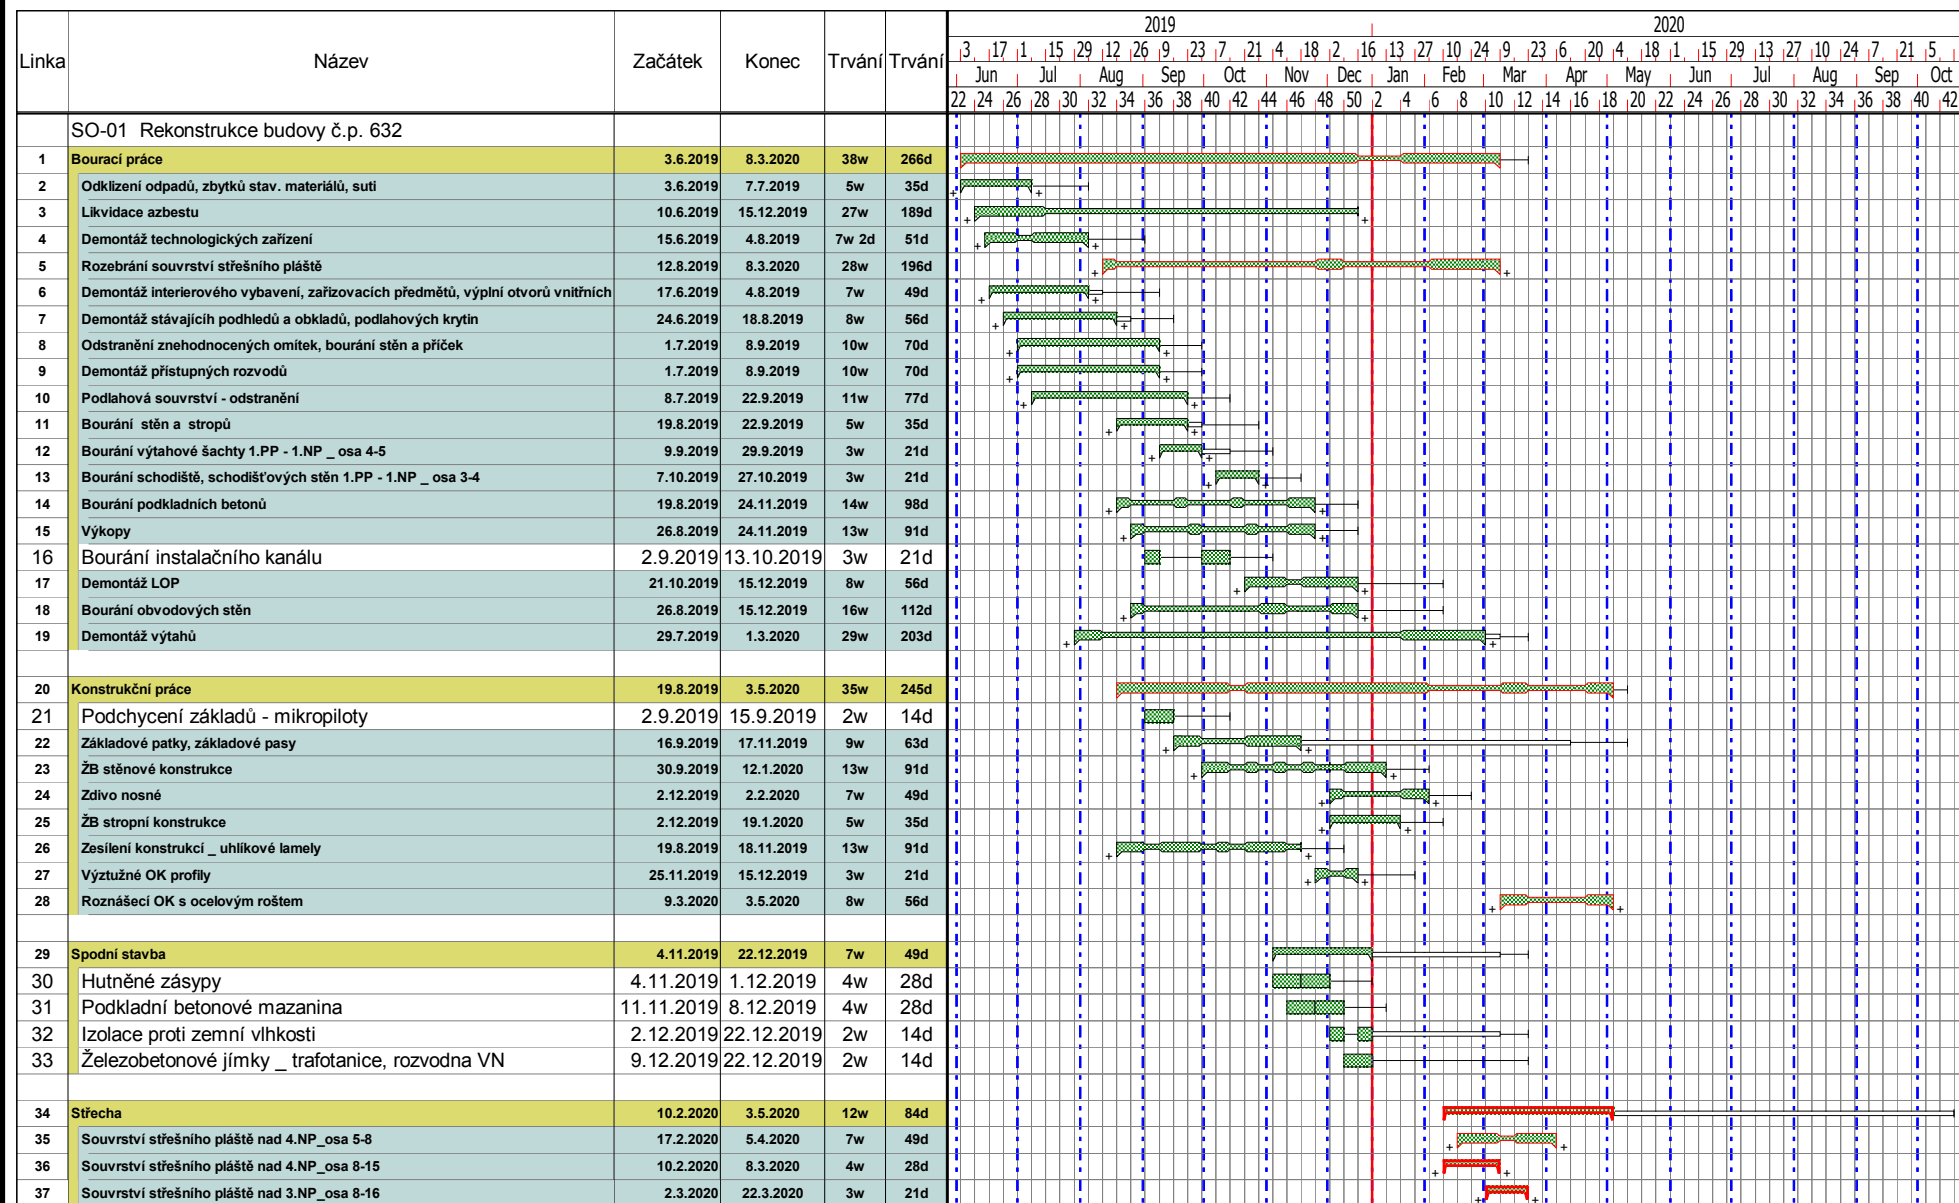 2019 2020
3 17 1 15 29 12 26 9 23 7 21 4 18 2 16 13 27 10 24 9 23 6 20 4 18 1 15 29 13 27 10 24 7 21 5
Linka Název Začátek Konec Trvání Trvání
Jun Jul Aug Sep Oct Nov Dec Jan Feb Mar Apr May Jun Jul Aug Sep Oct
22 24 26 28 30 32 34 36 38 40 42 44 46 48 50 2 4 6 8 10 12 14 16 18 20 22 24 26 28 30 32 34 36 38 40 42
SO-01 Rekonstrukce budovy č.p. 632
1 Bourací práce 3.6.2019 8.3.2020 38w 266d
2 Odklizení odpadů, zbytků stav. materiálů, suti 3.6.2019 7.7.2019 5w 35d
3 Likvidace azbestu 10.6.2019 15.12.2019 27w 189d
4 Demontáž technologických zařízení 15.6.2019 4.8.2019 7w 2d 51d
5 Rozebrání souvrství střešního pláště 12.8.2019 8.3.2020 28w 196d
6 Demontáž interierového vybavení, zařizovacích předmětů, výplní otvorů vnitřních 17.6.2019 4.8.2019 7w 49d
7 Demontáž stávajícíh podhledů a obkladů, podlahových krytin 24.6.2019 18.8.2019 8w 56d
8 Odstranění znehodnocených omítek, bourání stěn a příček 1.7.2019 8.9.2019 10w 70d
9 Demontáž přístupných rozvodů 1.7.2019 8.9.2019 10w 70d
10 Podlahová souvrství - odstranění 8.7.2019 22.9.2019 11w 77d
11 Bourání stěn a stropů 19.8.2019 22.9.2019 5w 35d
12 Bourání výtahové šachty 1.PP - 1.NP _ osa 4-5 9.9.2019 29.9.2019 3w 21d
13 Bourání schodiště, schodišťových stěn 1.PP - 1.NP _ osa 3-4 7.10.2019 27.10.2019 3w 21d
14 Bourání podkladních betonů 19.8.2019 24.11.2019 14w 98d
15 Výkopy 26.8.2019 24.11.2019 13w 91d
16 Bourání instalačního kanálu 2.9.2019 13.10.2019 3w 21d
17 Demontáž LOP 21.10.2019 15.12.2019 8w 56d
18 Bourání obvodových stěn 26.8.2019 15.12.2019 16w 112d
19 Demontáž výtahů 29.7.2019 1.3.2020 29w 203d
20 Konstrukční práce 19.8.2019 3.5.2020 35w 245d
21 Podchycení základů - mikropiloty 2.9.2019 15.9.2019 2w 14d
22 Základové patky, základové pasy 16.9.2019 17.11.2019 9w 63d
23 ŽB stěnové konstrukce 30.9.2019 12.1.2020 13w 91d
24 Zdivo nosné 2.12.2019 2.2.2020 7w 49d
25 ŽB stropní konstrukce 2.12.2019 19.1.2020 5w 35d
26 Zesílení konstrukcí _ uhlíkové lamely 19.8.2019 18.11.2019 13w 91d
27 Výztužné OK profily 25.11.2019 15.12.2019 3w 21d
28 Roznášecí OK s ocelovým roštem 9.3.2020 3.5.2020 8w 56d
29 Spodní stavba 4.11.2019 22.12.2019 7w 49d
30 Hutněné zásypy 4.11.2019 1.12.2019 4w 28d
31 Podkladní betonové mazanina 11.11.2019 8.12.2019 4w 28d
32 Izolace proti zemní vlhkosti 2.12.2019 22.12.2019 2w 14d
33 Železobetonové jímky _ trafotanice, rozvodna VN 9.12.2019 22.12.2019 2w 14d
34 Střecha 10.2.2020 3.5.2020 12w 84d
35 Souvrství střešního pláště nad 4.NP_osa 5-8 17.2.2020 5.4.2020 7w 49d
36 Souvrství střešního pláště nad 4.NP_osa 8-15 10.2.2020 8.3.2020 4w 28d
37 Souvrství střešního pláště nad 3.NP_osa 8-16 2.3.2020 22.3.2020 3w 21d